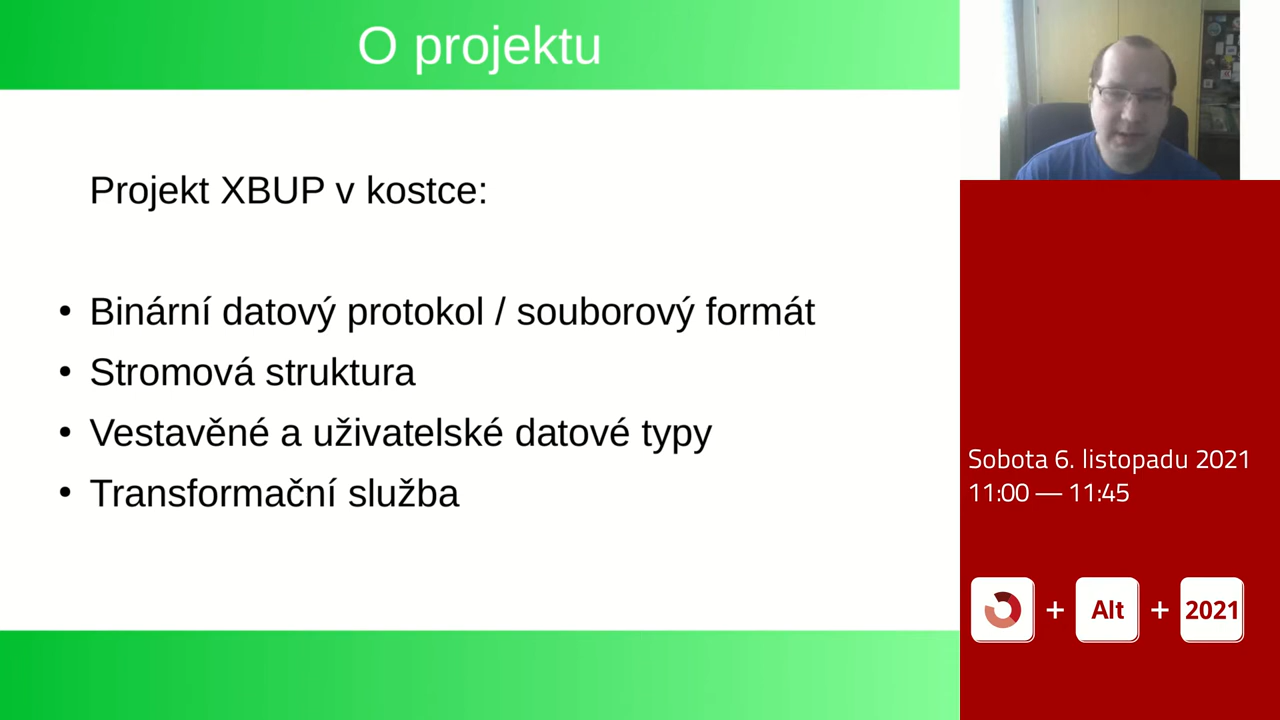 O projektu
Projekt XBUP v kostce:
• Binární datový protokol / souborový formát
• Stromová struktura
• Vestavěné a uživatelské datové typy
• Transformační služba
Sobota 6. listopadu 2021
11:00 — 11:45
+ Alt + 2021